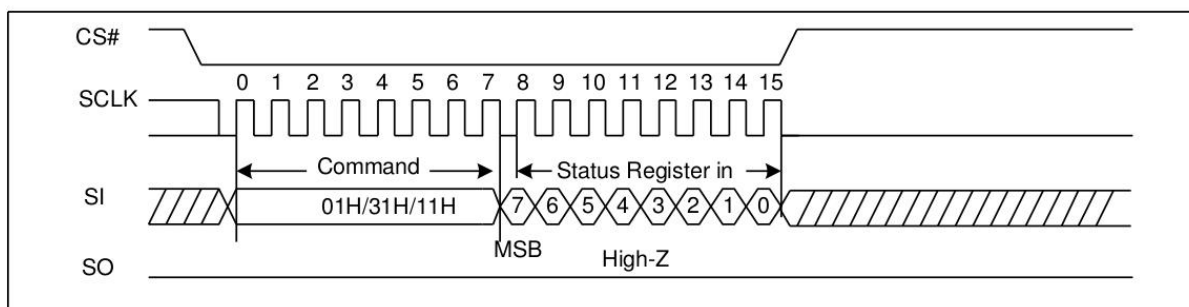 CS#
0 1 2 3 4 5 6 7 8 9 10 11 12 13 14 15
SCLK
Command Status Register in
SI 01H/31H/11H 7 6 5 4 3 2 1 0
MSB High-Z
SO